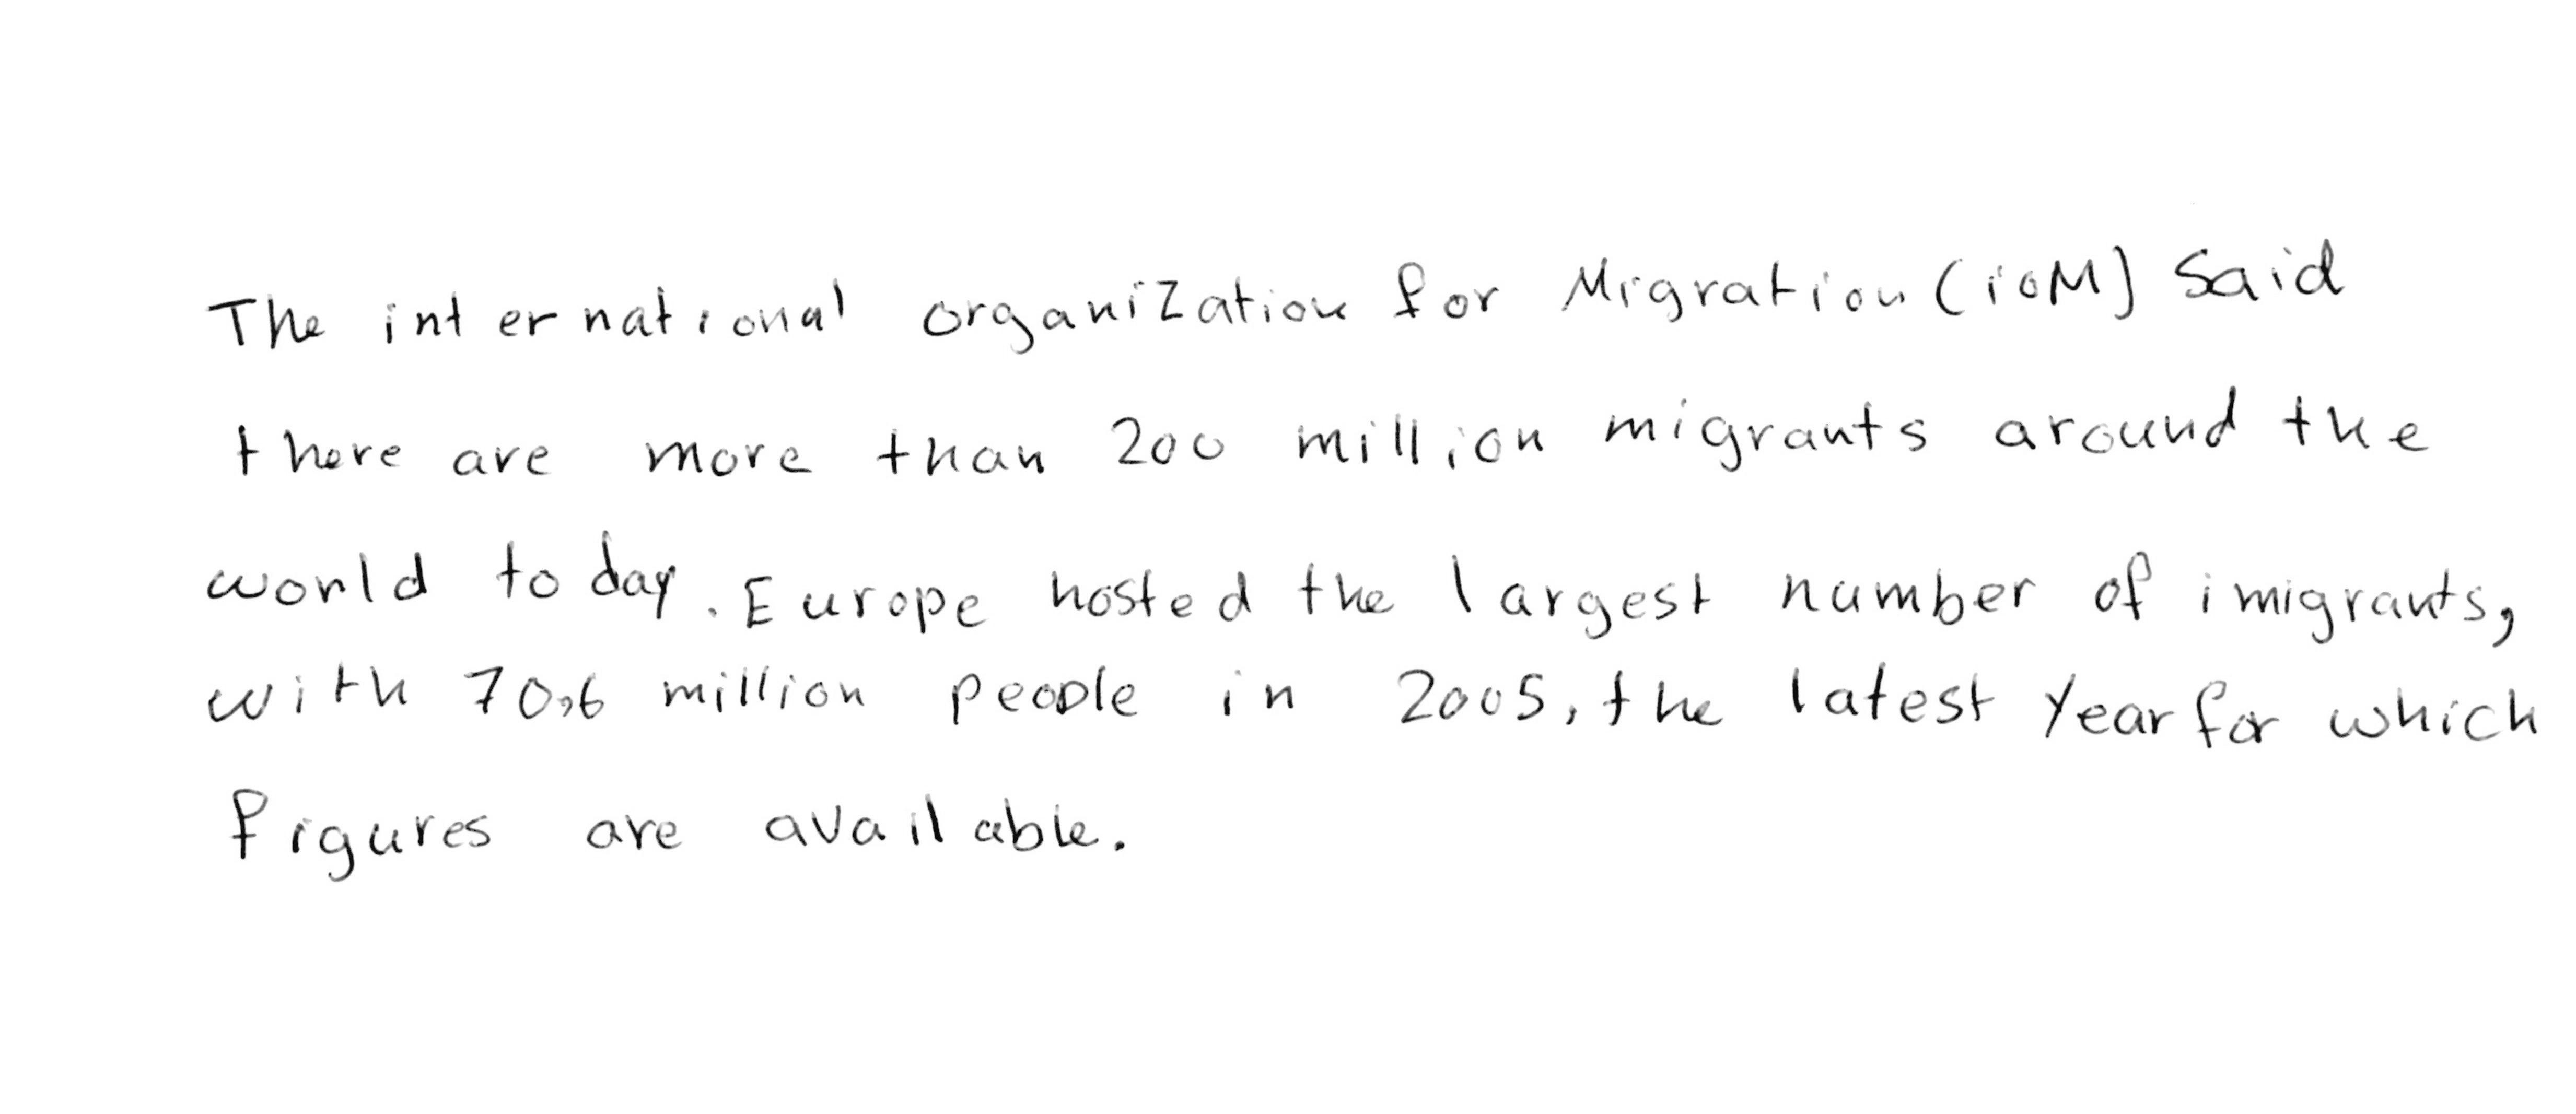 The international organization for Migration (ioM) Said
there are more than 200 million migrants around the
world today. Europe hosted the largest number of imigrants,
with 70,6 million people in 2005, the latest year for which
figures are available.